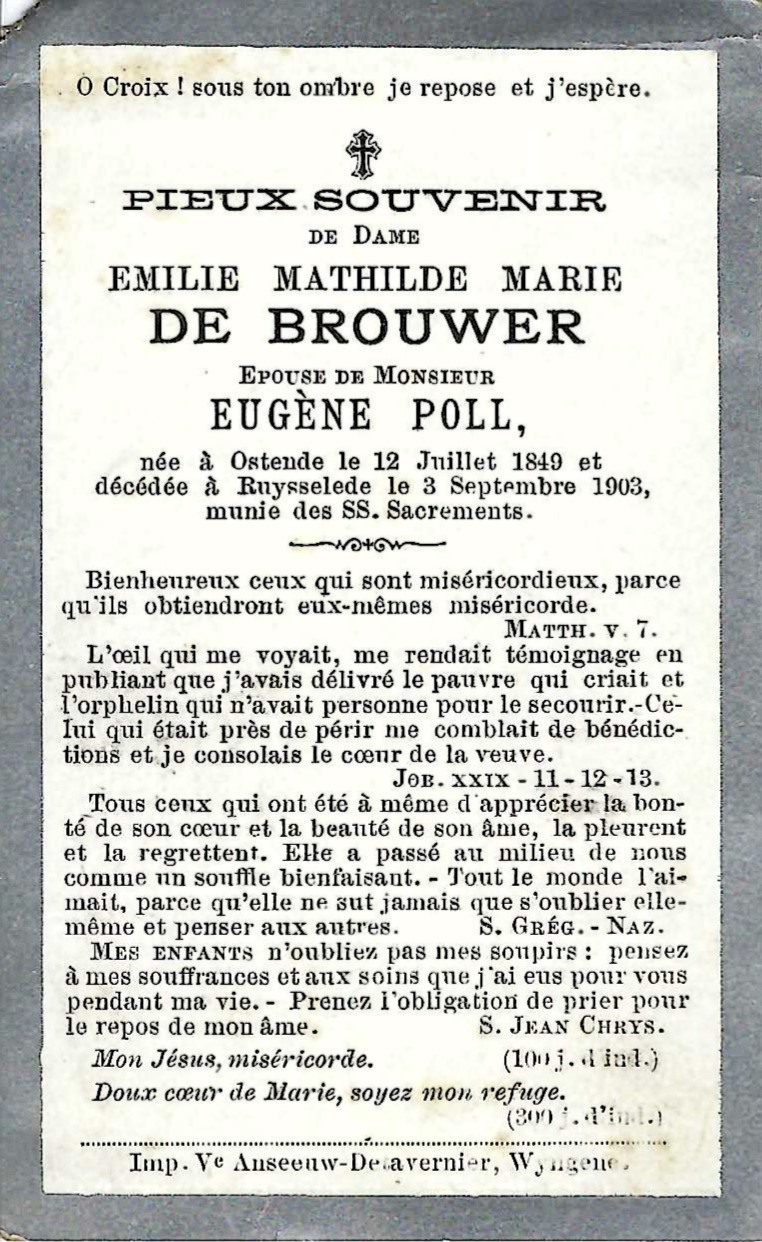 O Croix ! sous ton ombre je repose et j'espère.
PIEUX SOUVENIR
DE DAME
EMILIE MATHILDE MARIE
DE BROUWER
EPOUSE DE MONSIEUR
EUGÈNE POLL,
née à Ostende le 12 Juillet 1849 et
décédée à Ruysselede le 3 Septembre 1903,
munie des SS. Sacrements.
Bienheureux ceux qui sont miséricordieux, parce
qu'ils obtiendront eux-mêmes miséricorde.
MATTH. V. 7.
L'œil qui me voyait, me rendait témoignage en
publiant que j'avais délivré le pauvre qui criait et
l'orphelin qui n'avait personne pour le secourir.-Ce-
lui qui était près de périr me comblait de bénédic-
tions et je consolais le cœur de la veuve.
JOB. XXIX - 11 - 12 - 13.
Tous ceux qui ont été à même d'apprécier la bon-
té de son cœur et la beauté de son âme, la pleurent
et la regrettent. Elle a passé au milieu de nous
comme un souffle bienfaisant. - Tout le monde l'ai-
mait, parce qu'elle ne sut jamais que s'oublier elle-
même et penser aux autres. S. GRÉG. - NAZ.
MES ENFANTS n'oubliez pas mes soupirs : pensez
à mes souffrances et aux soins que j'ai eus pour vous
pendant ma vie. - Prenez l'obligation de prier pour
le repos de mon âme. S. JEAN CHRYS.
Mon Jésus, miséricorde. (100 j. d'ind.)
Doux cœur de Marie, soyez mon refuge.
(300 j. d'ind.)
Imp. Ve Anseeuw-Delavernier, Wyngene.